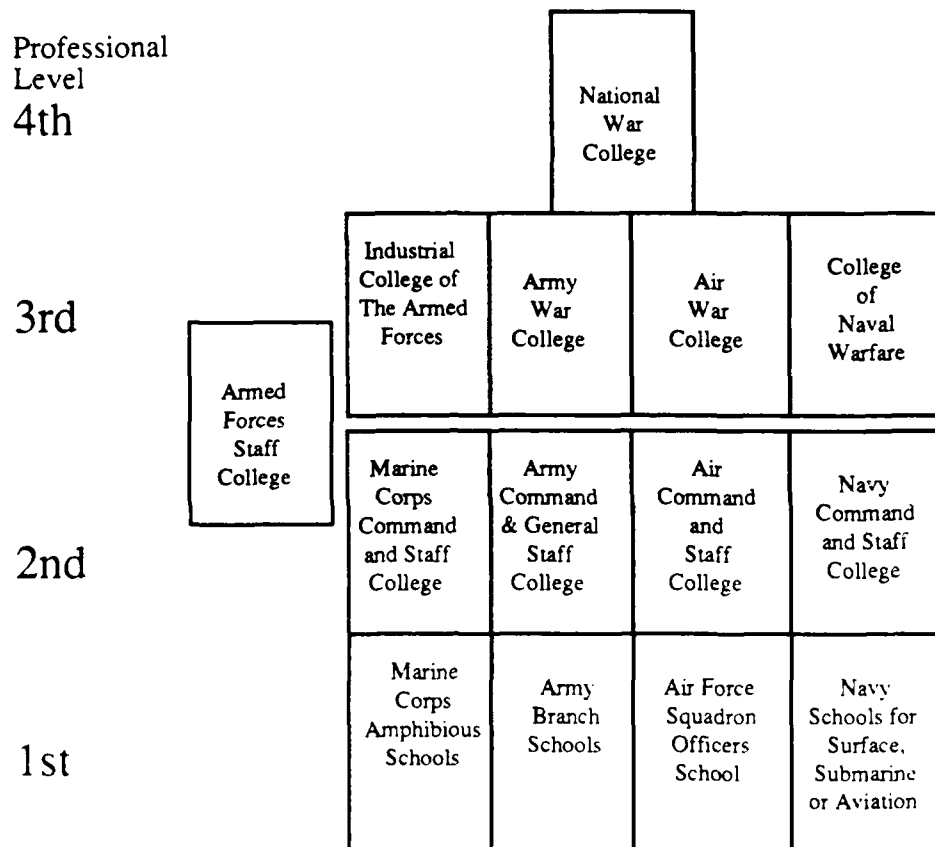 Professional
Level
4th
National
War
College
3rd
Industrial
College of
The Armed
Forces
Army
War
College
Air
War
College
College
of
Naval
Warfare
Armed
Forces
Staff
College
2nd
Marine
Corps
Command
and Staff
College
Army
Command
& General
Staff
College
Air
Command
and
Staff
College
Navy
Command
and Staff
College
1st
Marine
Corps
Amphibious
Schools
Army
Branch
Schools
Air Force
Squadron
Officers
School
Navy
Schools for
Surface,
Submarine
or Aviation